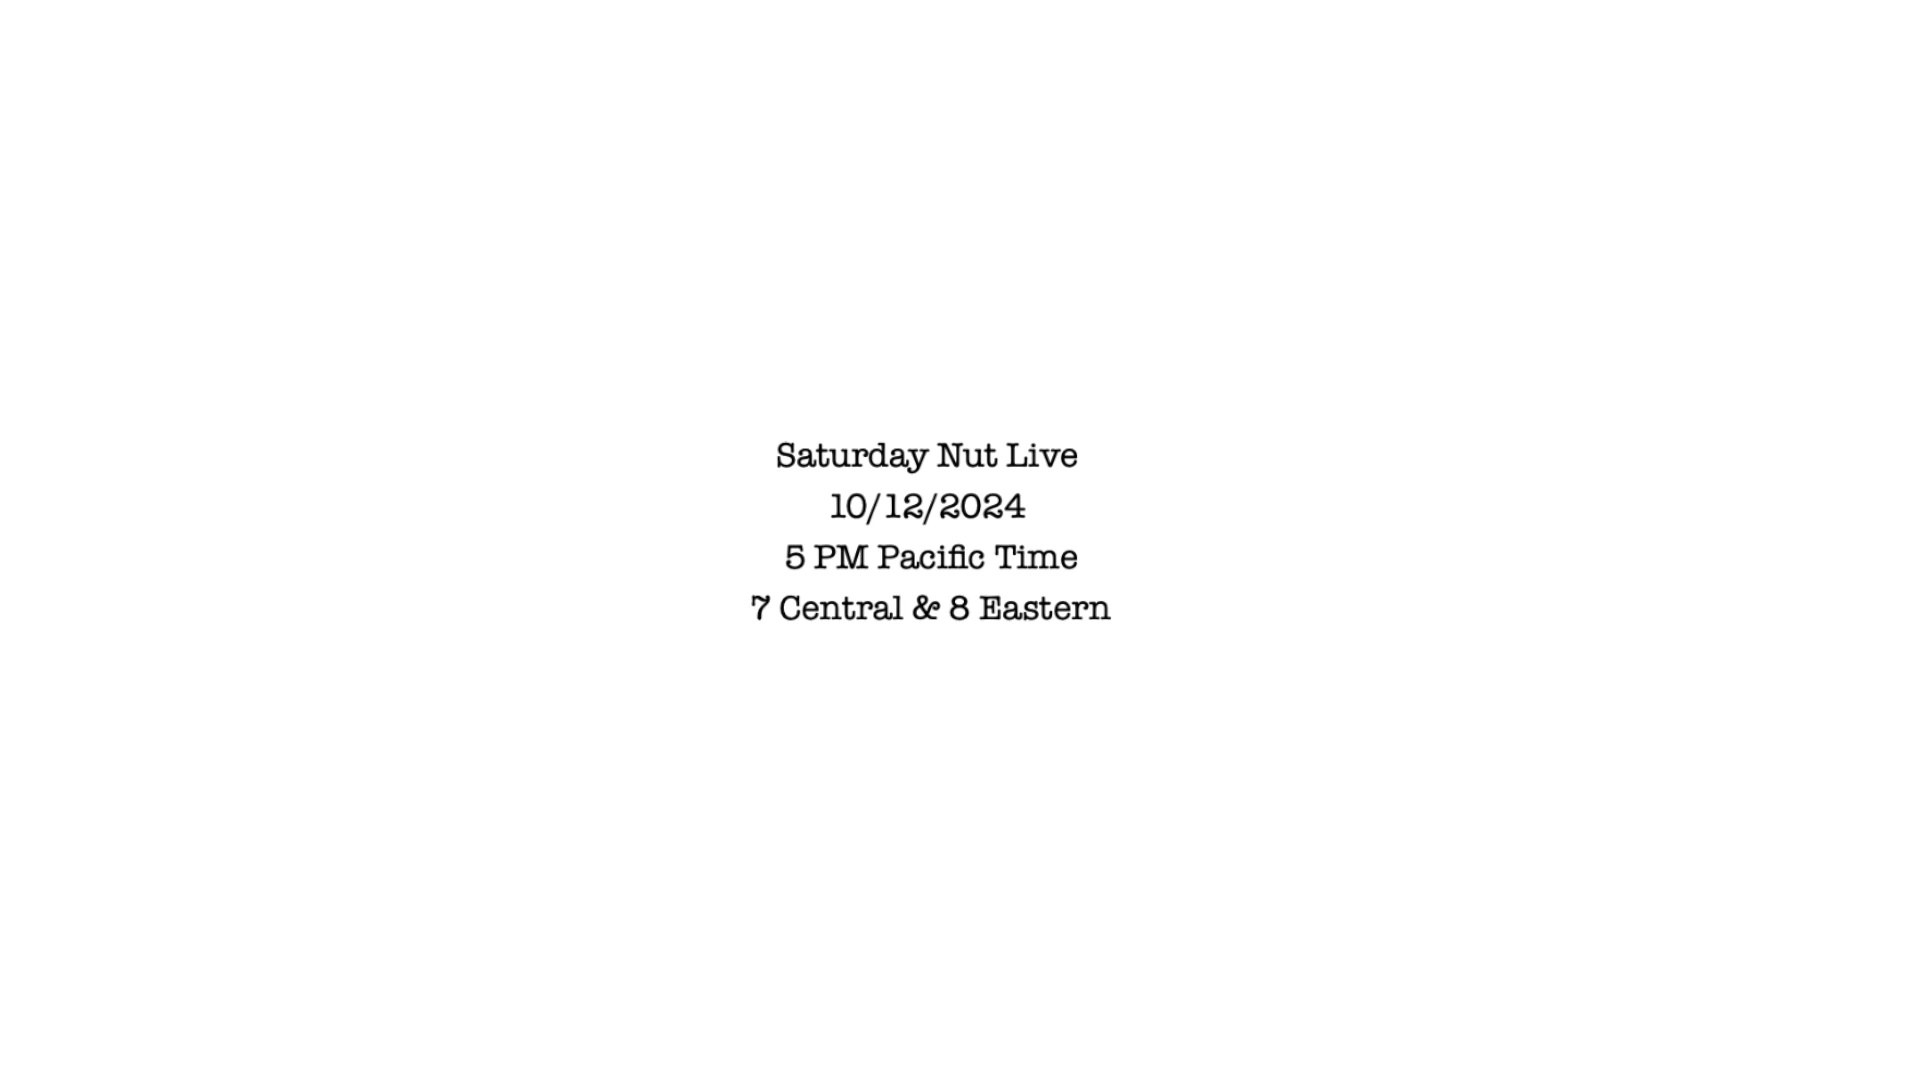 Saturday Nut Live
10/12/2024
5 PM Pacific Time
7 Central & 8 Eastern